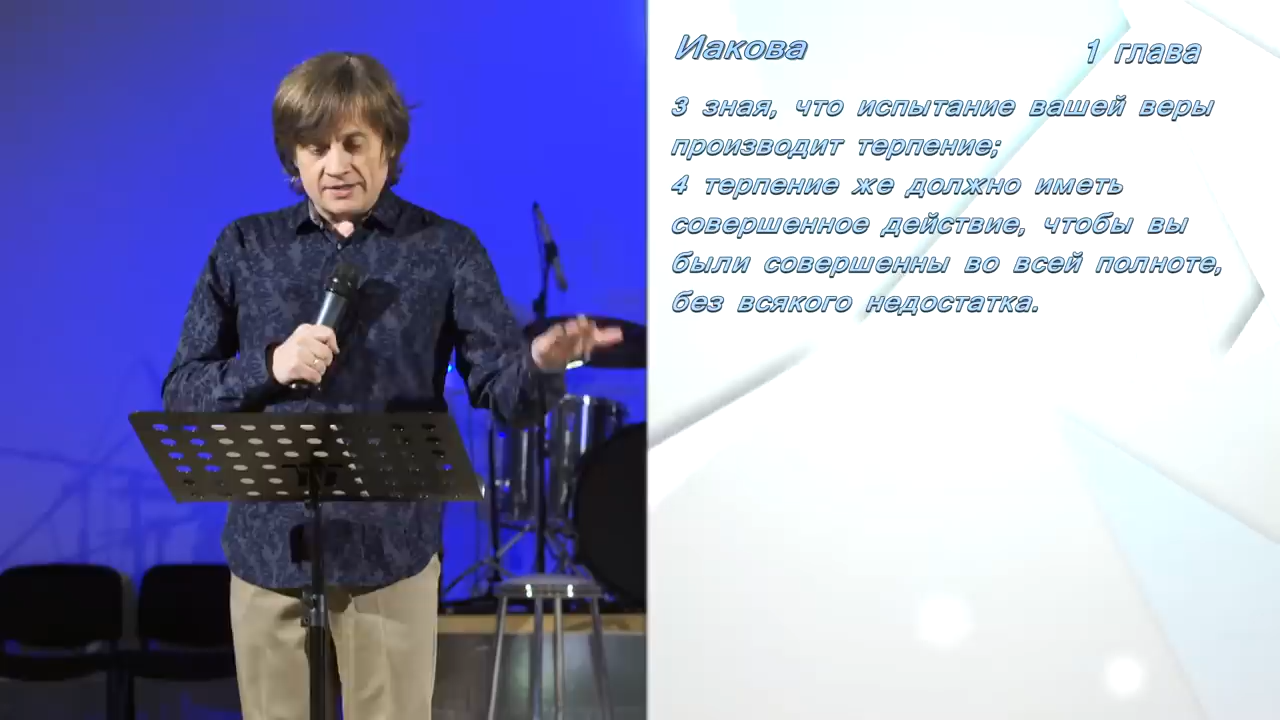 Иакова 1 глава
3 зная, что испытание вашей веры
производит терпение;
4 терпение же должно иметь
совершенное действие, чтобы вы
были совершенны во всей полноте,
без всякого недостатка.